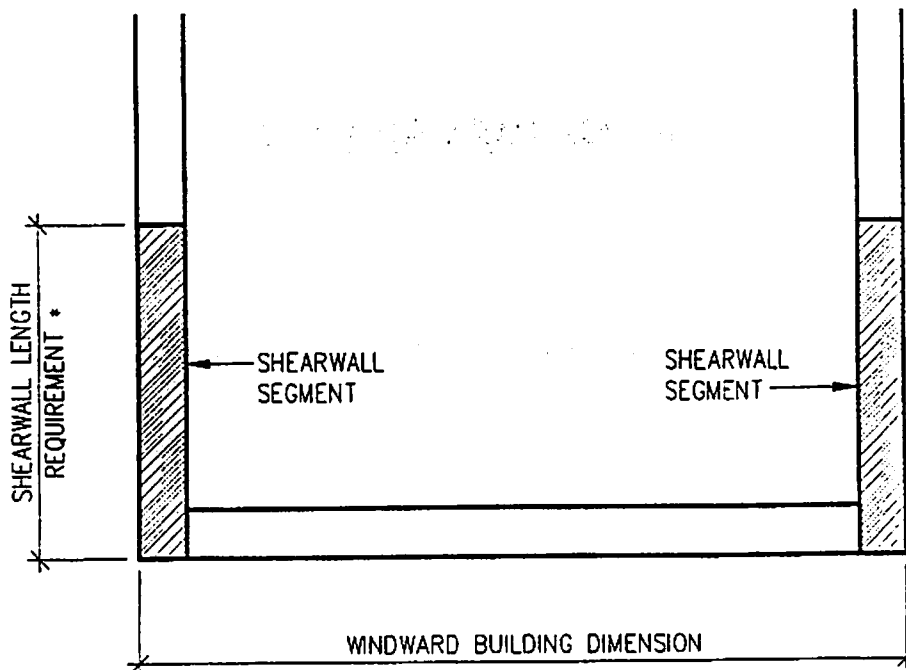 SHEARWALL LENGTH
REQUIREMENT *
SHEARWALL
SEGMENT
SHEARWALL
SEGMENT
WINDWARD BUILDING DIMENSION